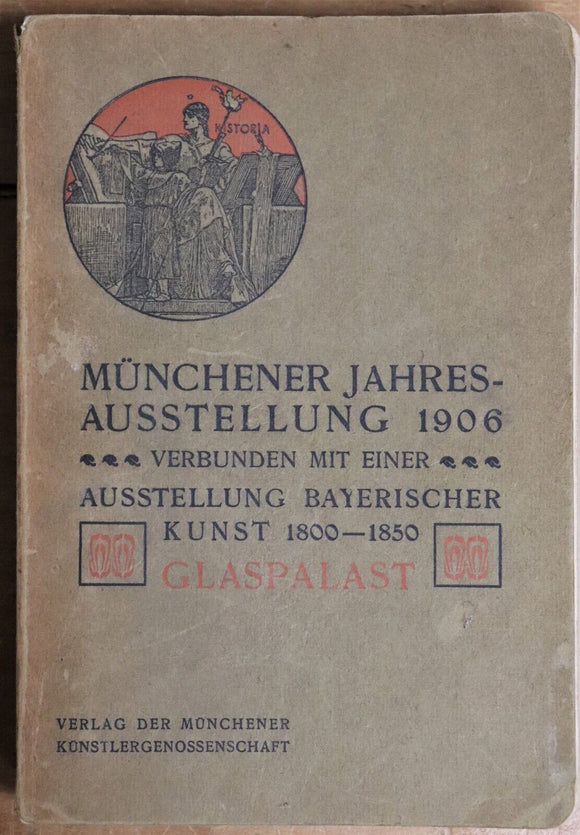 HISTORIA
MÜNCHENER JAHRES-
AUSSTELLUNG 1906
VERBUNDEN MIT EINER
AUSSTELLUNG BAYERISCHER
KUNST 1800—1850
GLASPALAST
VERLAG DER MÜNCHENER
KÜNSTLERGENOSSENSCHAFT